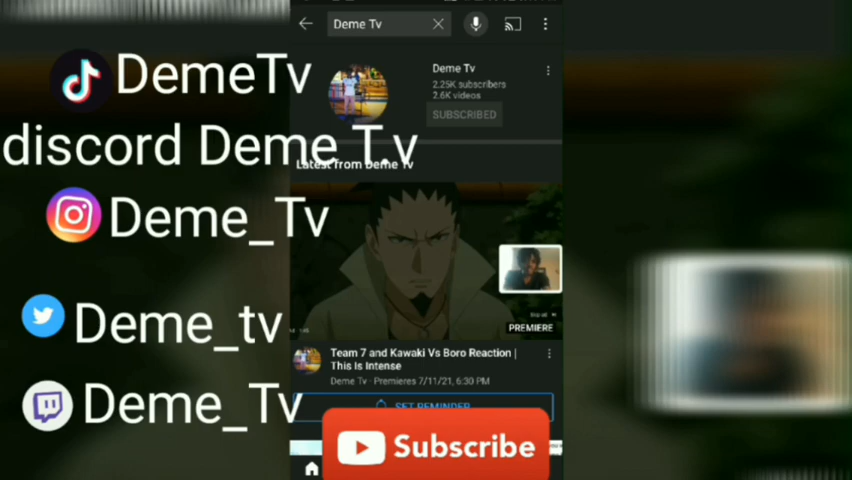 Deme Tv
DemeTv
discord Deme T.v
Deme_Tv
Deme_tv
Deme_Tv
Deme Tv
2.25K subscribers
2.6K videos
SUBSCRIBED
Latest from Deme Tv
PREMIERE
Team 7 and Kawaki Vs Boro Reaction |
This Is Intense
Deme Tv · Premieres 7/11/21, 6:30 PM
SET REMINDER
Subscribe